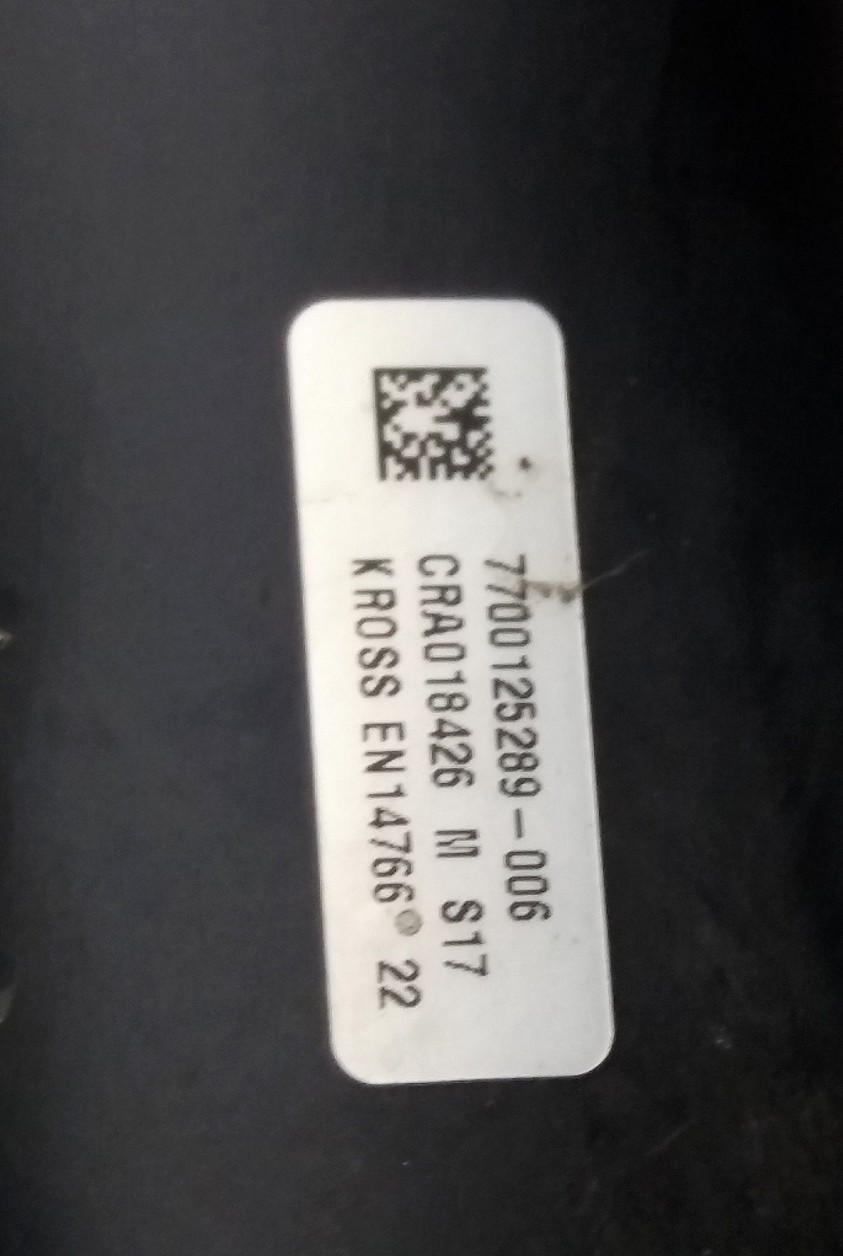 7700125289-006
CRA018426 M S17
KROSS EN14766 22